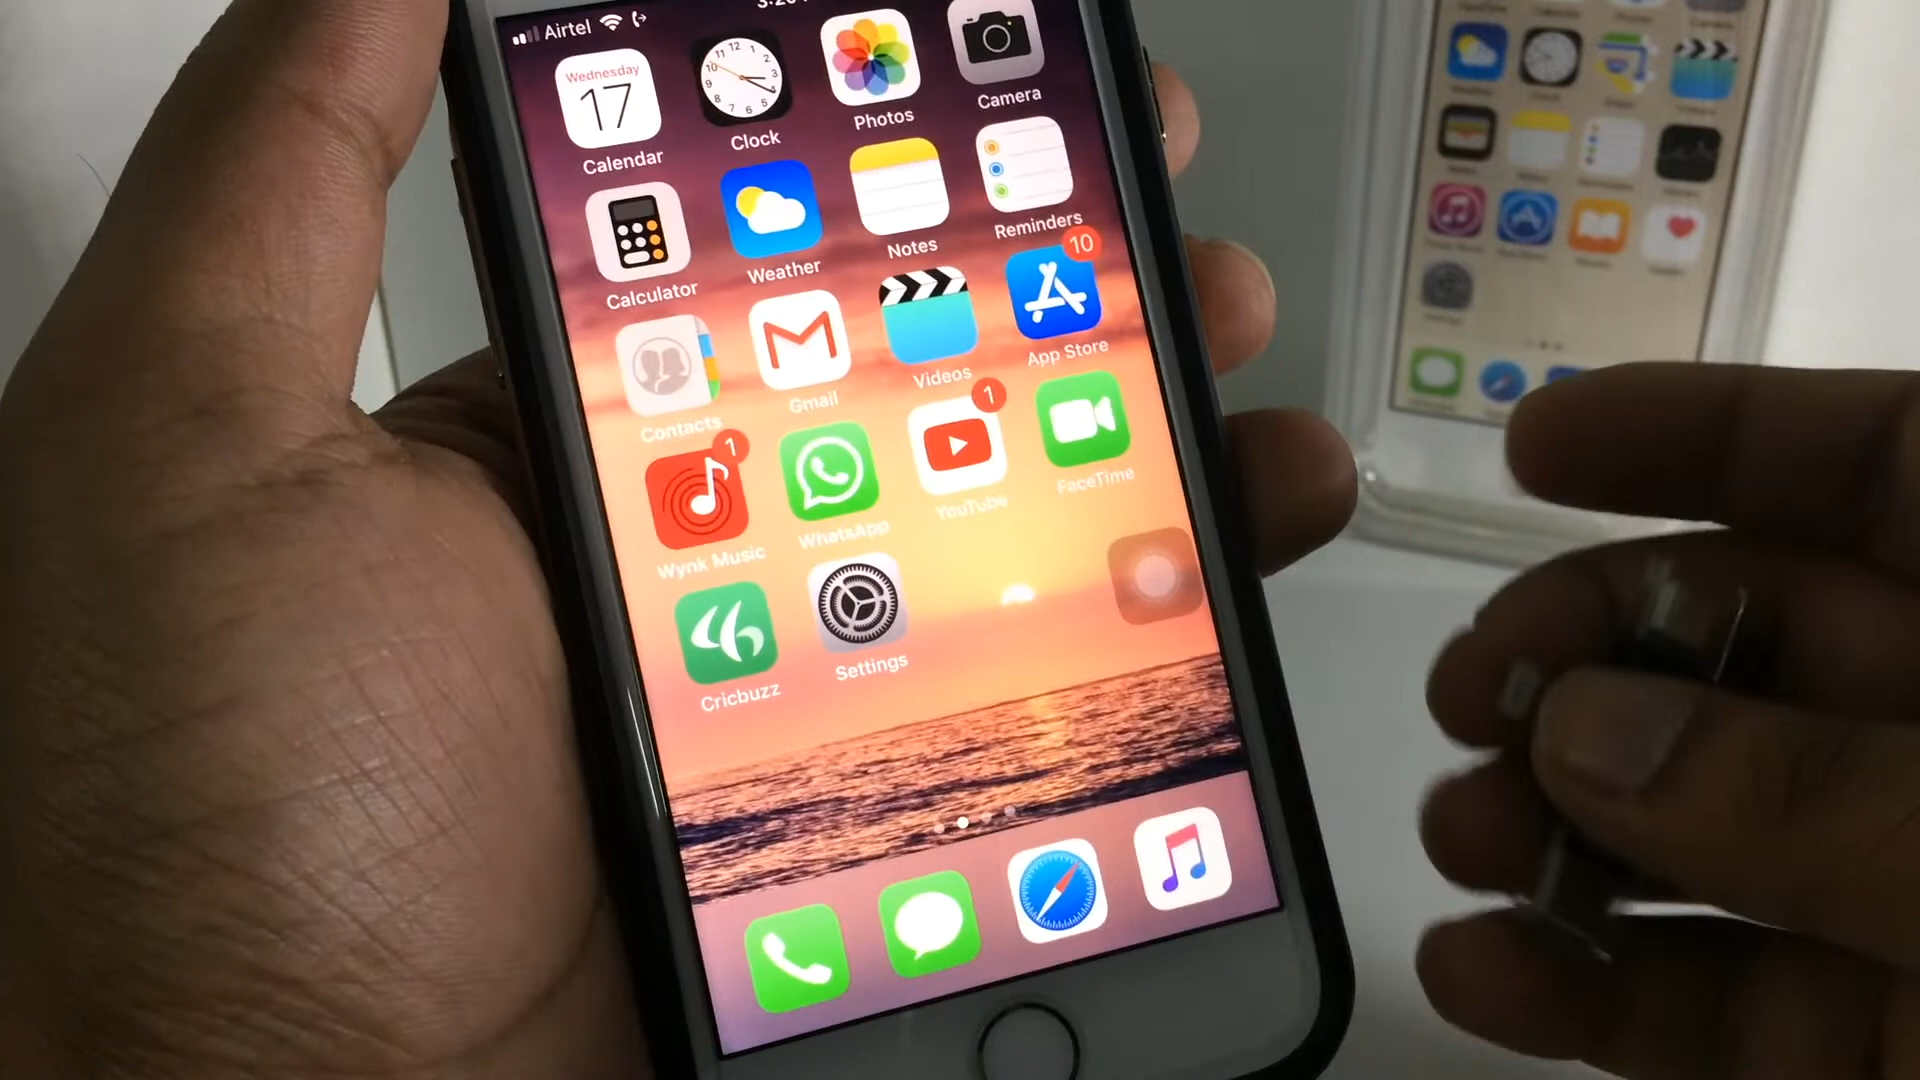 Airtel
Wednesday
17
Calendar
Clock
Photos
Camera
Calculator
Weather
Notes
Reminders
10
Contacts
Gmail
Videos
App Store
1
Wynk Music
WhatsApp
1
YouTube
FaceTime
Cricbuzz
Settings